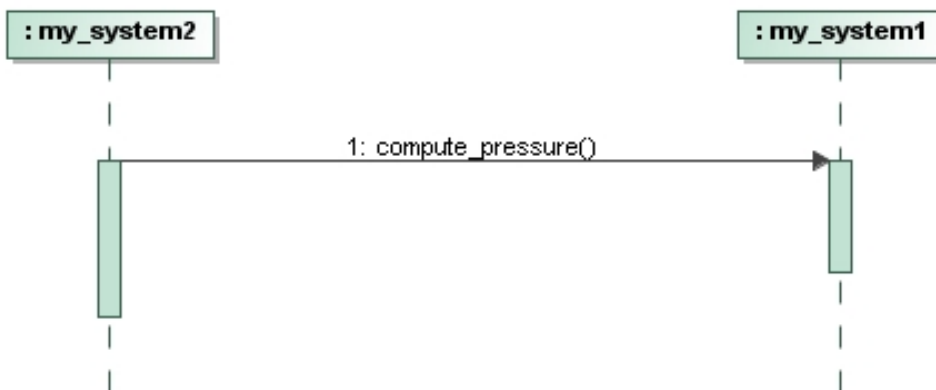 : my_system2
: my_system1
1: compute_pressure()